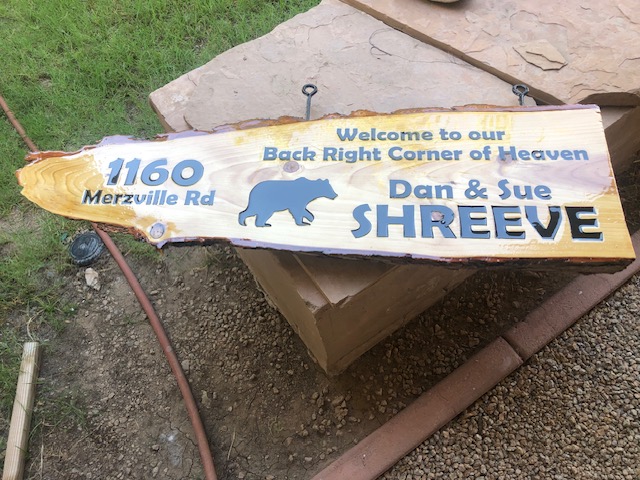 1160
Merzville Rd
Welcome to our
Back Right Corner of Heaven
Dan & Sue
SHREEVE